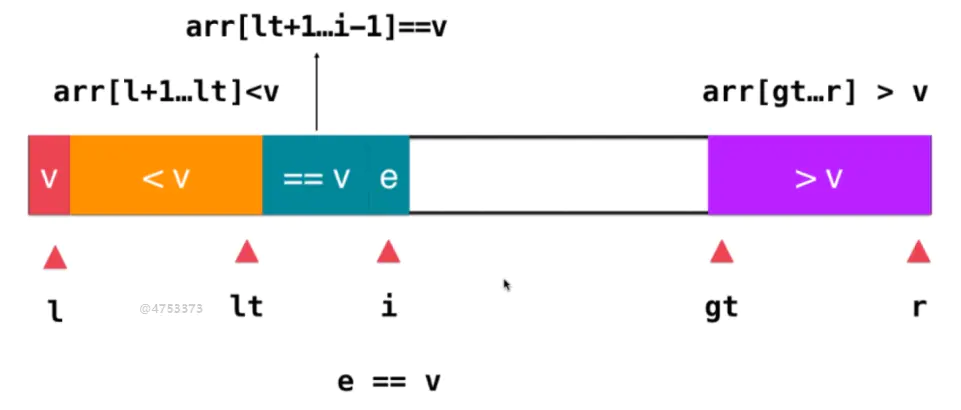 arr[lt+1…i-1]==v
arr[l+1…lt]<v
arr[gt…r] > v
v
< v
== v
e
> v
l
@4753373
lt
i
gt
r
e == v